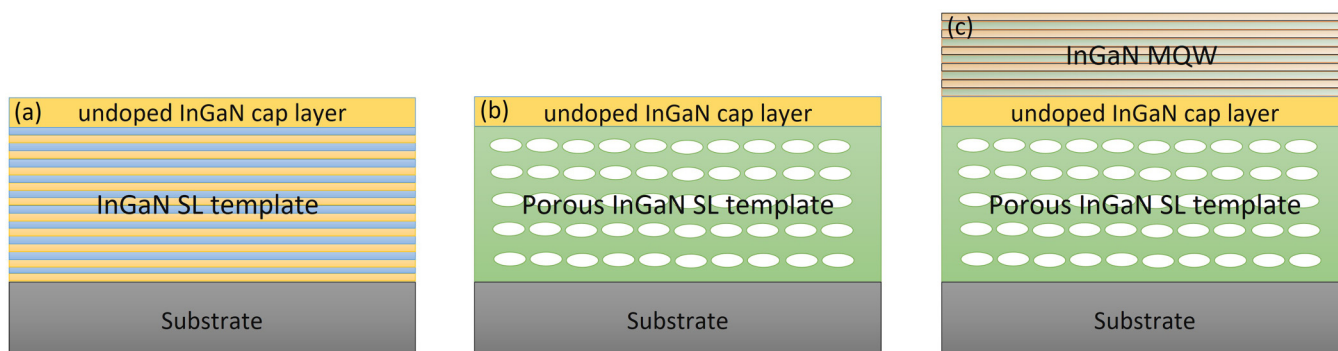 (a)
undoped InGaN cap layer
InGaN SL template
Substrate
(b)
undoped InGaN cap layer
Porous InGaN SL template
Substrate
(c)
InGaN MQW
undoped InGaN cap layer
Porous InGaN SL template
Substrate